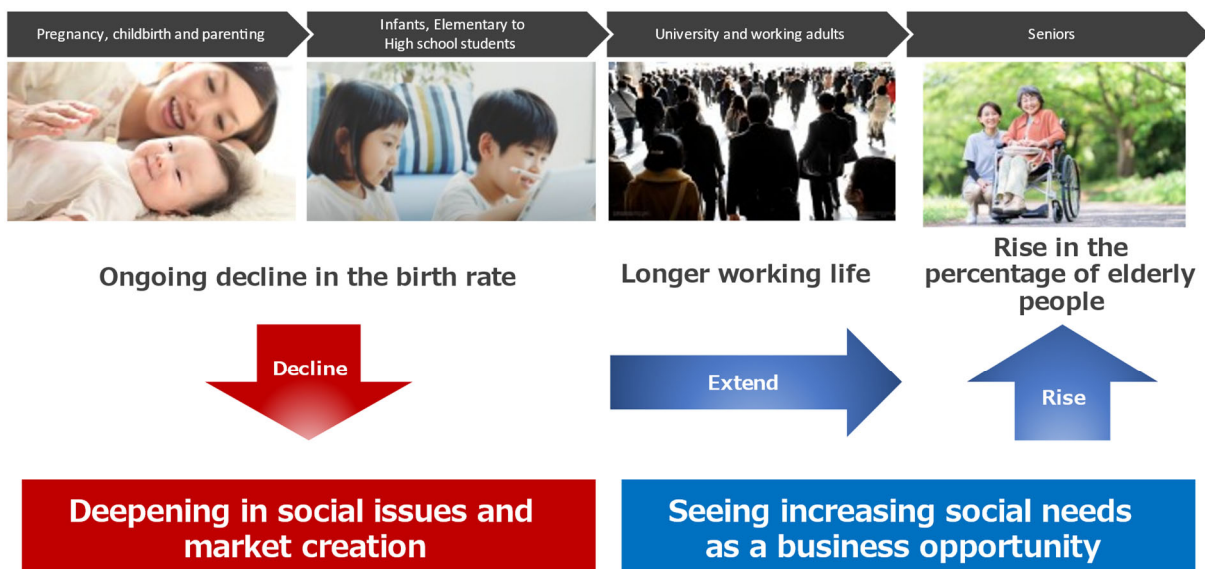 Pregnancy, childbirth and parenting
Infants, Elementary to
High school students
University and working adults
Seniors
Ongoing decline in the birth rate
Longer working life
Rise in the
percentage of elderly
people
Decline
Extend
Rise
Deepening in social issues and
market creation
Seeing increasing social needs
as a business opportunity